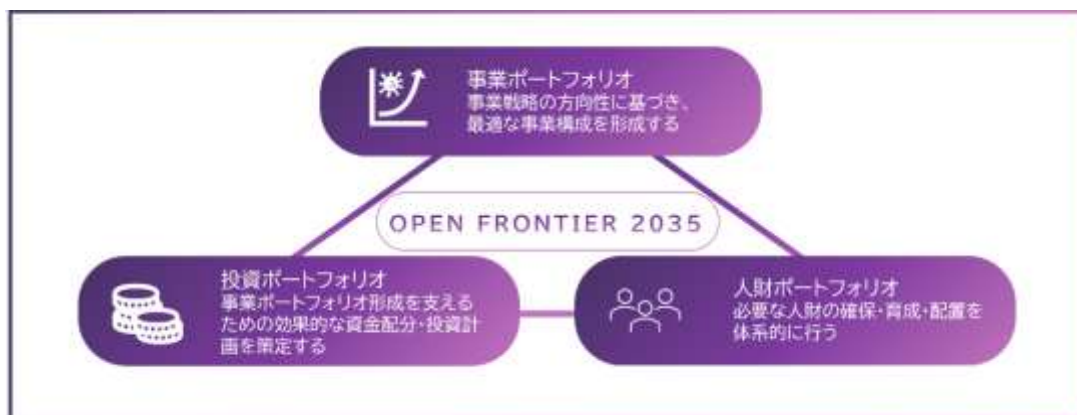 事業ポートフォリオ
事業戦略の方向性に基づき、
最適な事業構成を形成する
OPEN FRONTIER 2035
投資ポートフォリオ
事業ポートフォリオ形成を支える
ための効果的な資金配分・投資計
画を策定する
人財ポートフォリオ
必要な人財の確保・育成・配置を
体系的に行う